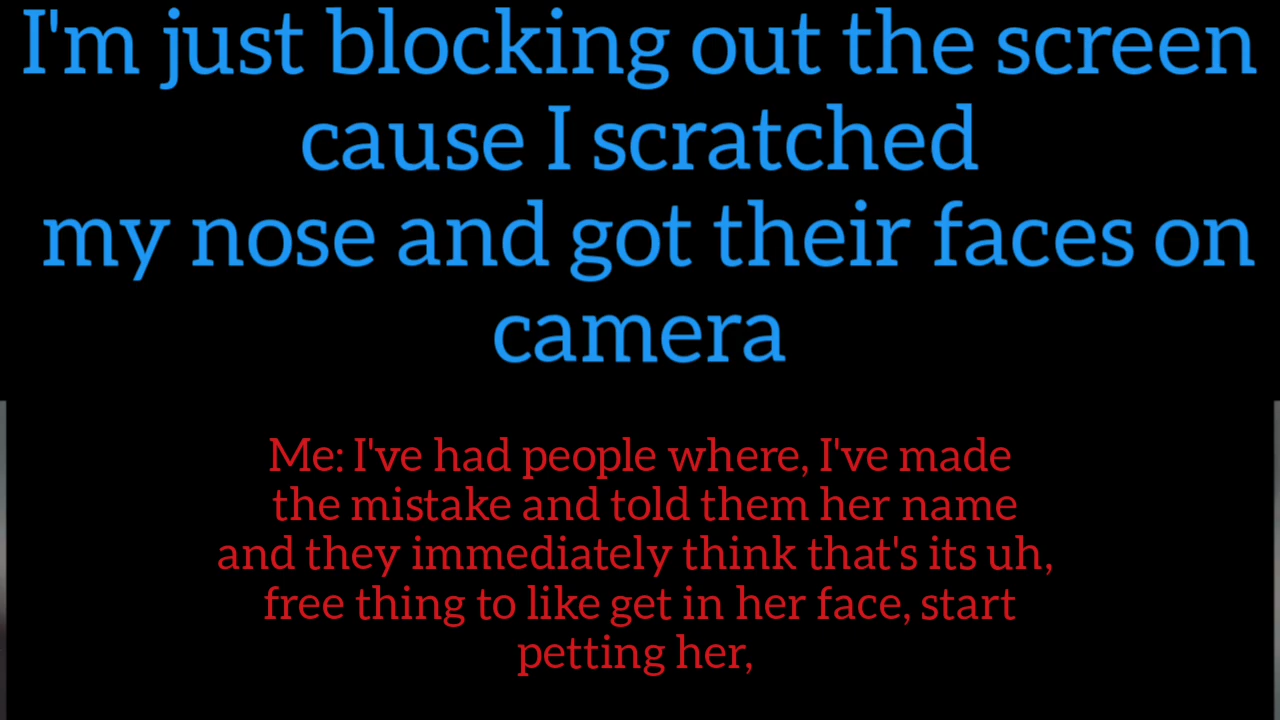 I'm just blocking out the screen
cause I scratched
my nose and got their faces on
camera
Me: I've had people where, I've made
the mistake and told them her name
and they immediately think that's its uh,
free thing to like get in her face, start
petting her,